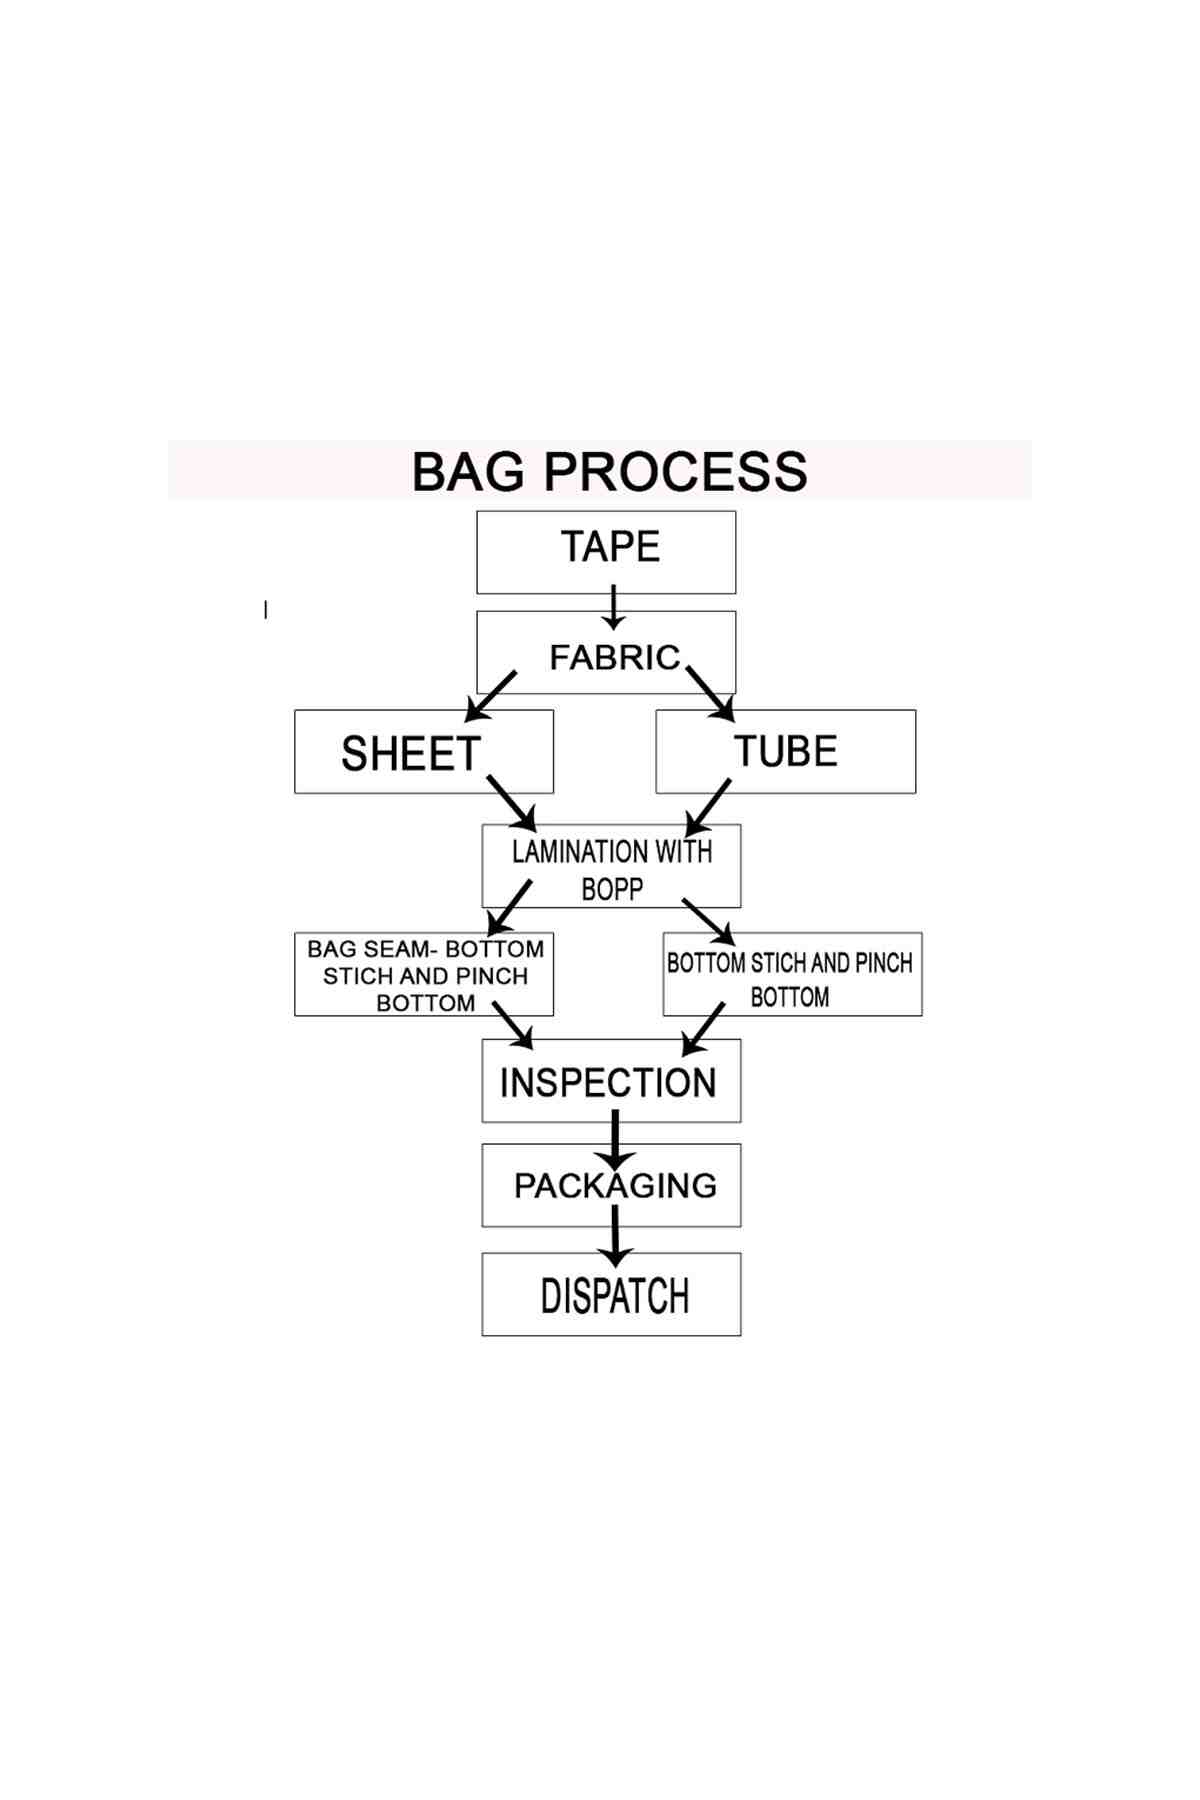 BAG PROCESS
TAPE
FABRIC
SHEET
TUBE
LAMINATION WITH
BOPP
BAG SEAM- BOTTOM
STICH AND PINCH
BOTTOM
BOTTOM STICH AND PINCH
BOTTOM
INSPECTION
PACKAGING
DISPATCH